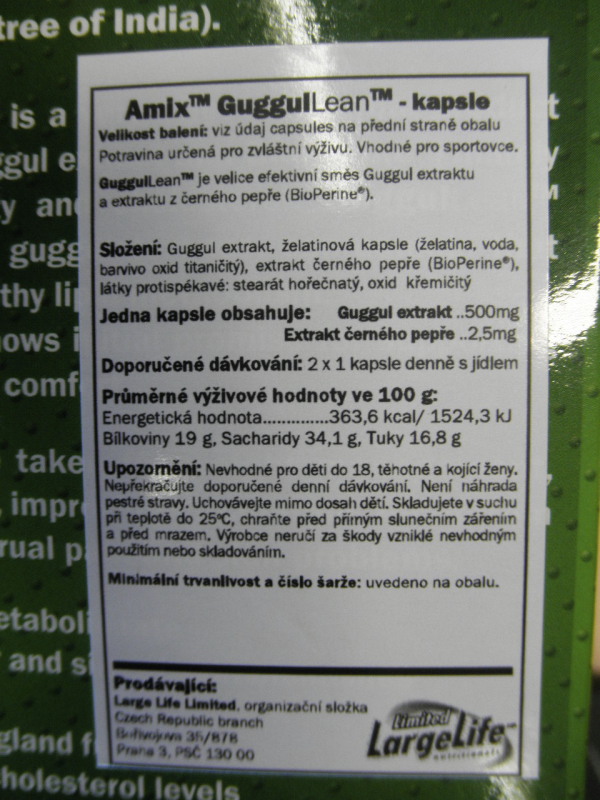 tree of India).
is a
ggul e
y and
gugg
thy lip
ows i
comf
take
, impr
rual p
etaboli
and si
gland f
holesterol levels
Amix™ GuggulLean™ - kapsle
Velikost balení: viz údaj capsules na přední straně obalu
Potravina určená pro zvláštní výživu. Vhodné pro sportovce.
GuggulLean™ je velice efektivní směs Guggul extraktu
a extraktu z černého pepře (BioPerine®).
Složení: Guggul extrakt, želatinová kapsle (želatina, voda,
barvivo oxid titaničitý), extrakt černého pepře (BioPerine®),
látky protispékavé: stearát hořečnatý, oxid křemičitý
Jedna kapsle obsahuje: Guggul extrakt ..500mg
Extrakt černého pepře ..2,5mg
Doporučené dávkování: 2 x 1 kapsle denně s jídlem
Průměrné výživové hodnoty ve 100 g:
Energetická hodnota..............363,6 kcal/ 1524,3 kJ
Bílkoviny 19 g, Sacharidy 34,1 g, Tuky 16,8 g
Upozornění: Nevhodné pro děti do 18, těhotné a kojící ženy.
Nepřekračujte doporučené denní dávkování. Není náhrada
pestré stravy. Uchovávejte mimo dosah dětí. Skladujete v suchu
při teplotě do 25°C, chraňte před přímým slunečním zářením
a před mrazem. Výrobce neručí za škody vzniklé nevhodným
použitím nebo skladováním.
Minimální trvanlivost a číslo šarže: uvedeno na obalu.
Prodávající:
Large Life Limited, organizační složka
Czech Republic branch
Bořivojova 35/878
Praha 3, PSČ 130 00
Limited
LargeLife™
nutritionals